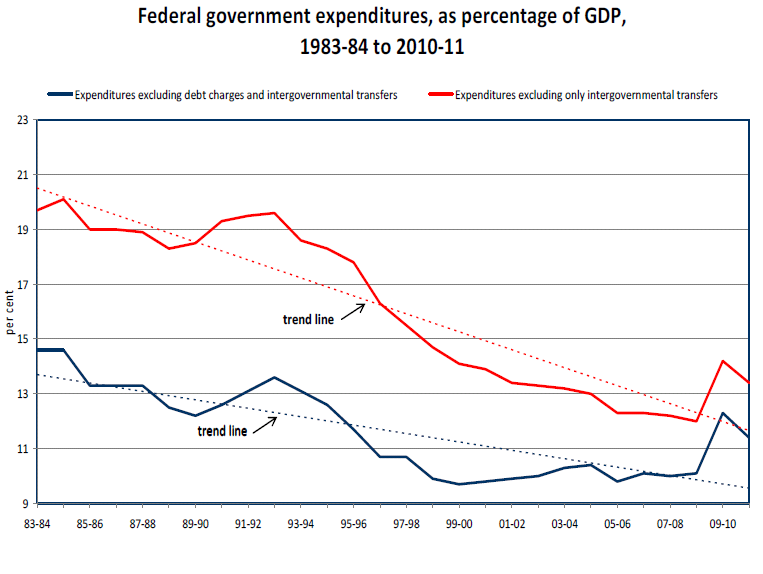 Federal government expenditures, as percentage of GDP,
1983-84 to 2010-11
Expenditures excluding debt charges and intergovernmental transfers
Expenditures excluding only intergovernmental transfers
23
21
19
17
15
13
11
9
per cent
trend line
trend line
83-84 85-86 87-88 89-90 91-92 93-94 95-96 97-98 99-00 01-02 03-04 05-06 07-08 09-10